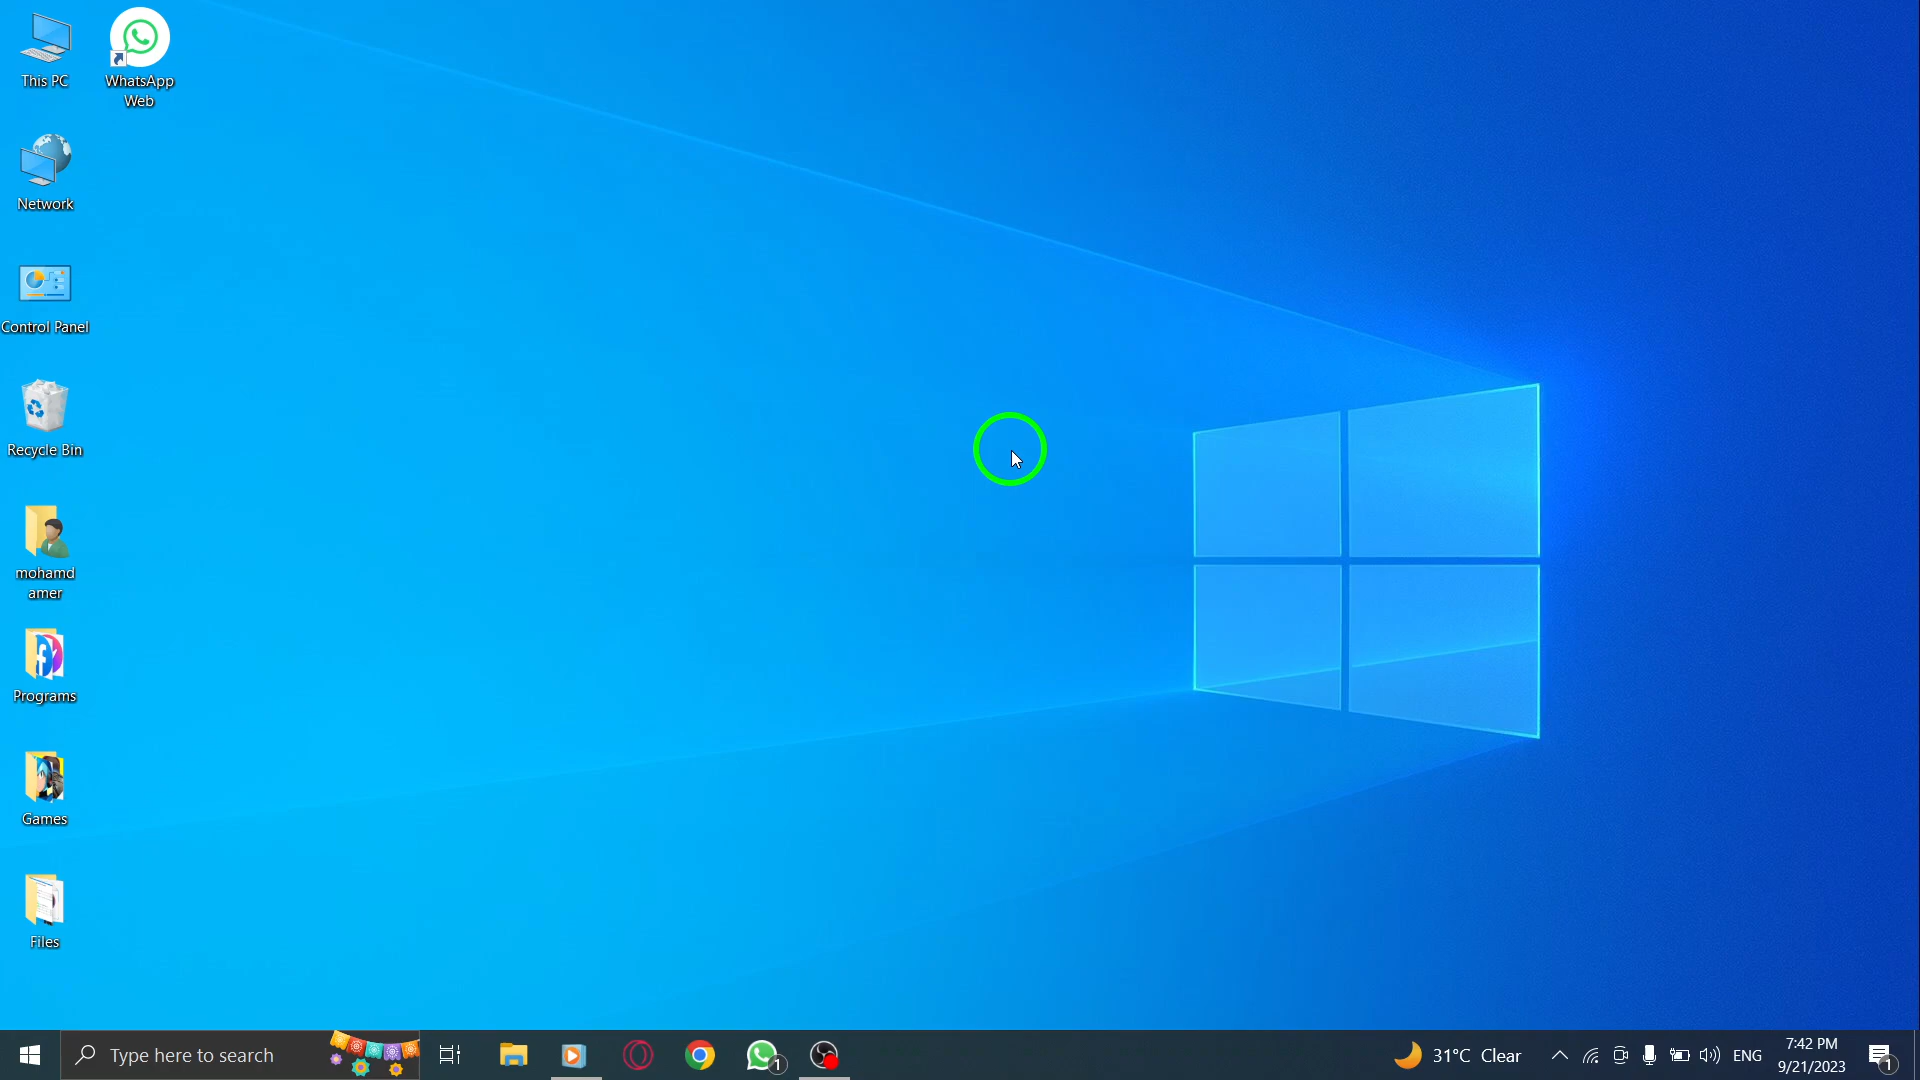 This PC
WhatsApp
Web
Network
Control Panel
Recycle Bin
mohamd
amer
Programs
Games
Files
Type here to search
1
31°C Clear
ENG
7:42 PM
9/21/2023
1